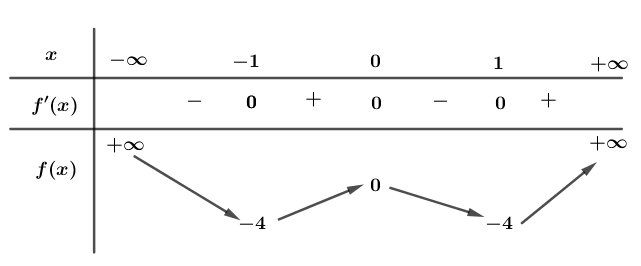 x −∞ −1 0 1 +∞
f′(x) − 0 + 0 − 0 +
+∞ +∞
f(x) 0
−4 −4